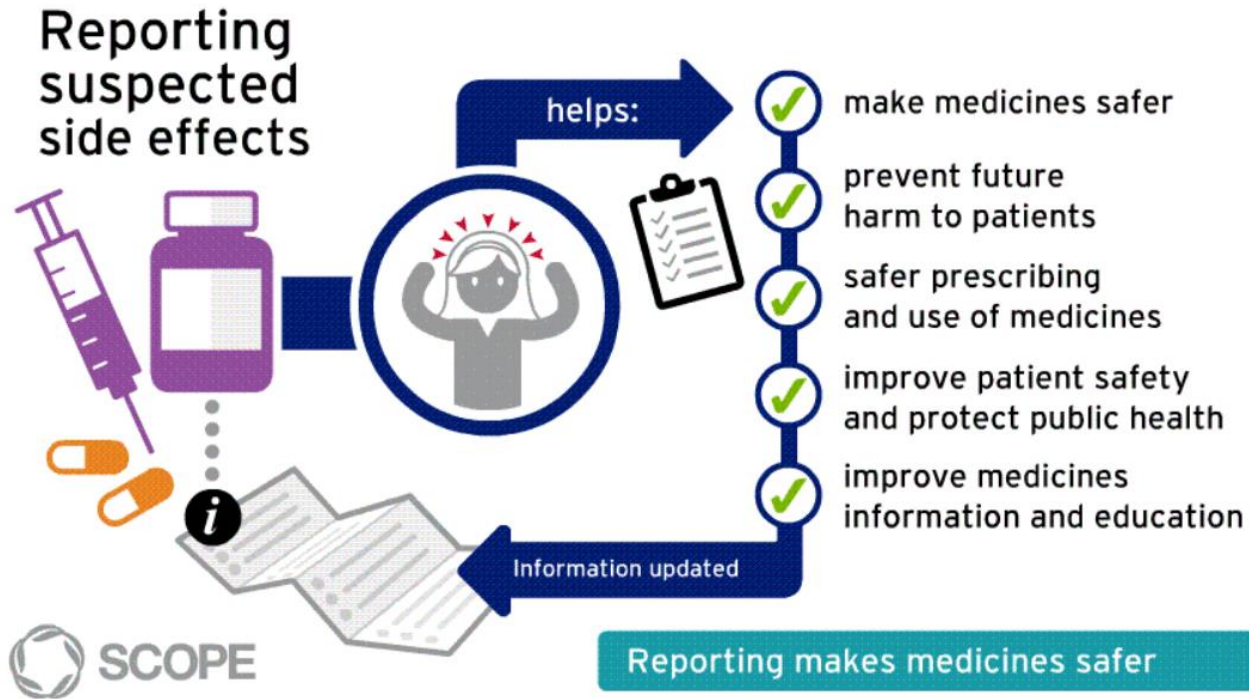 Reporting
suspected
side effects
helps:
make medicines safer
prevent future
harm to patients
safer prescribing
and use of medicines
improve patient safety
and protect public health
improve medicines
information and education
i
Information updated
SCOPE
Reporting makes medicines safer